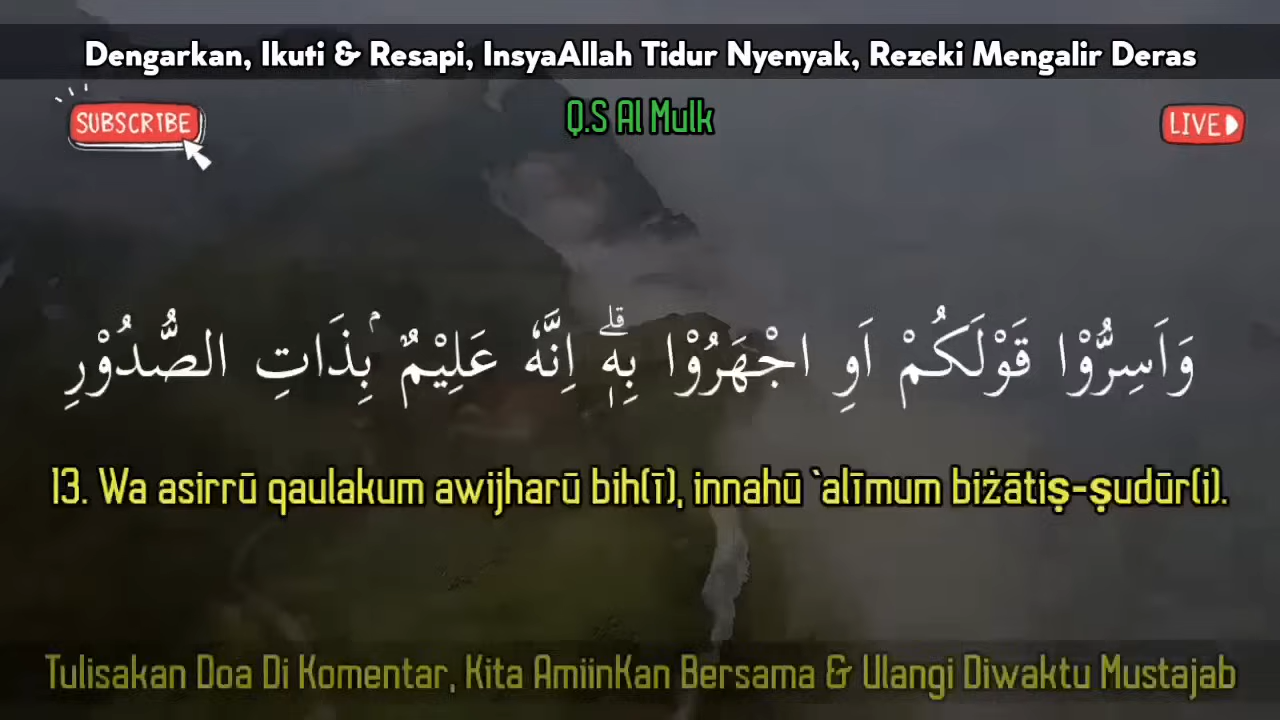 Dengarkan, Ikuti & Resapi, InsyaAllah Tidur Nyenyak, Rezeki Mengalir Deras
SUBSCRIBE
Q.S Al Mulk
LIVE
وَاَسِرُّوْا قَوْلَكُمْ اَوِ اجْهَرُوْا بِهٖۗ اِنَّهٗ عَلِيْمٌ ۢبِذَاتِ الصُّدُوْرِ
13. Wa asirrū qaulakum awijharū bih(ī), innahū `alīmum biżātiṣ-ṣudūr(i).
Tulisakan Doa Di Komentar, Kita AmiinKan Bersama & Ulangi Diwaktu Mustajab